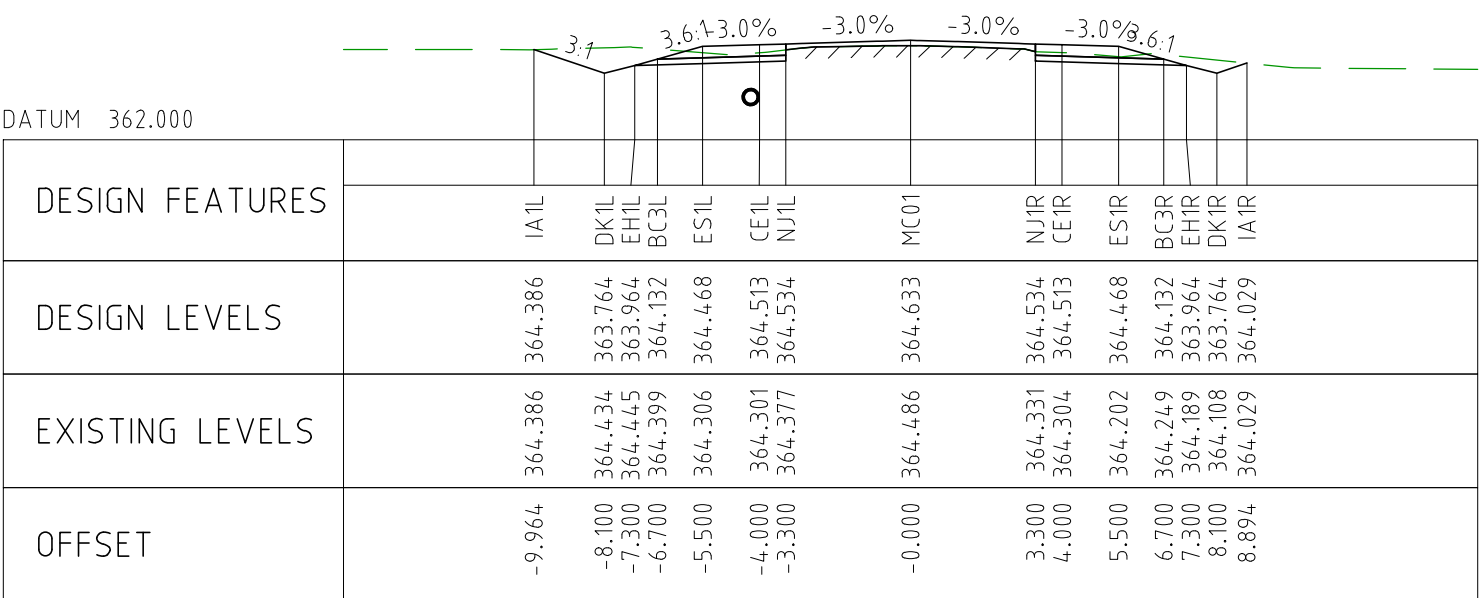 3:1 3.6:1 -3.0% -3.0% -3.0% -3.0% 3.6:1
DATUM 362.000
DESIGN FEATURES IA1L DK1L EH1L BC3L ES1L CE1L NJ1L MC01 NJ1R CE1R ES1R BC3R EH1R DK1R IA1R
DESIGN LEVELS 364.386 363.764 363.964 364.132 364.468 364.513 364.534 364.633 364.534 364.513 364.468 364.132 363.964 363.764 364.029
EXISTING LEVELS 364.386 364.434 364.445 364.399 364.306 364.301 364.377 364.486 364.331 364.304 364.202 364.249 364.189 364.108 364.029
OFFSET -9.964 -8.100 -7.300 -6.700 -5.500 -4.000 -3.300 -0.000 3.300 4.000 5.500 6.700 7.300 8.100 8.894